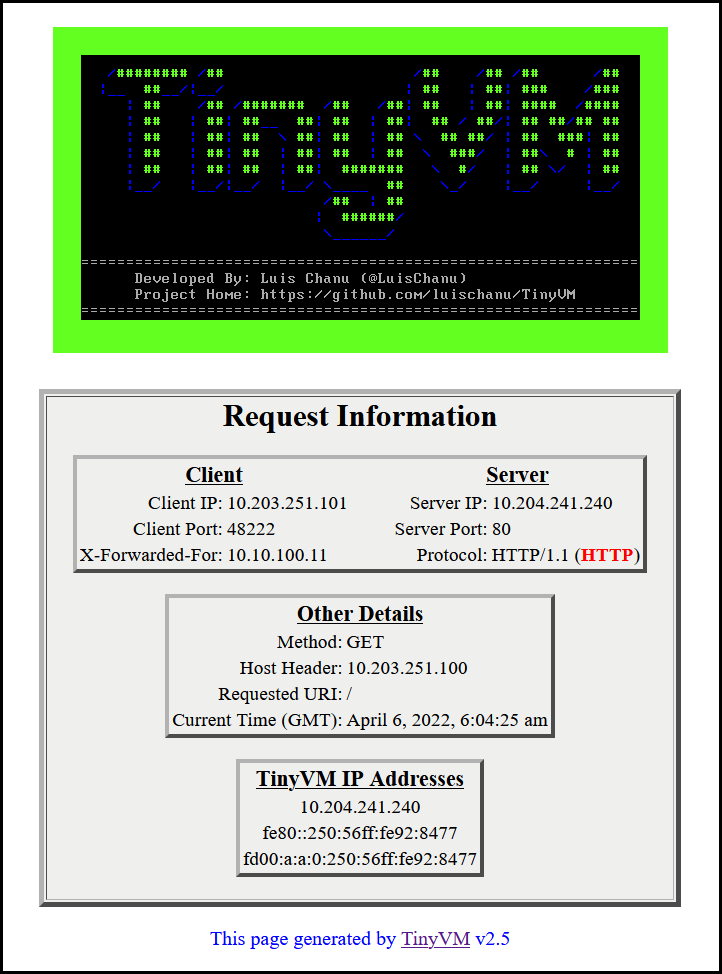 TinyVM
Developed By: Luis Chanu (@LuisChanu)
Project Home: https://github.com/luischanu/TinyVM
Request Information
Client
Client IP: 10.203.251.101
Client Port: 48222
X-Forwarded-For: 10.10.100.11
Server
Server IP: 10.204.241.240
Server Port: 80
Protocol: HTTP/1.1 (HTTP)
Other Details
Method: GET
Host Header: 10.203.251.100
Requested URI: /
Current Time (GMT): April 6, 2022, 6:04:25 am
TinyVM IP Addresses
10.204.241.240
fe80::250:56ff:fe92:8477
fd00:a:a:0:250:56ff:fe92:8477
This page generated by TinyVM v2.5